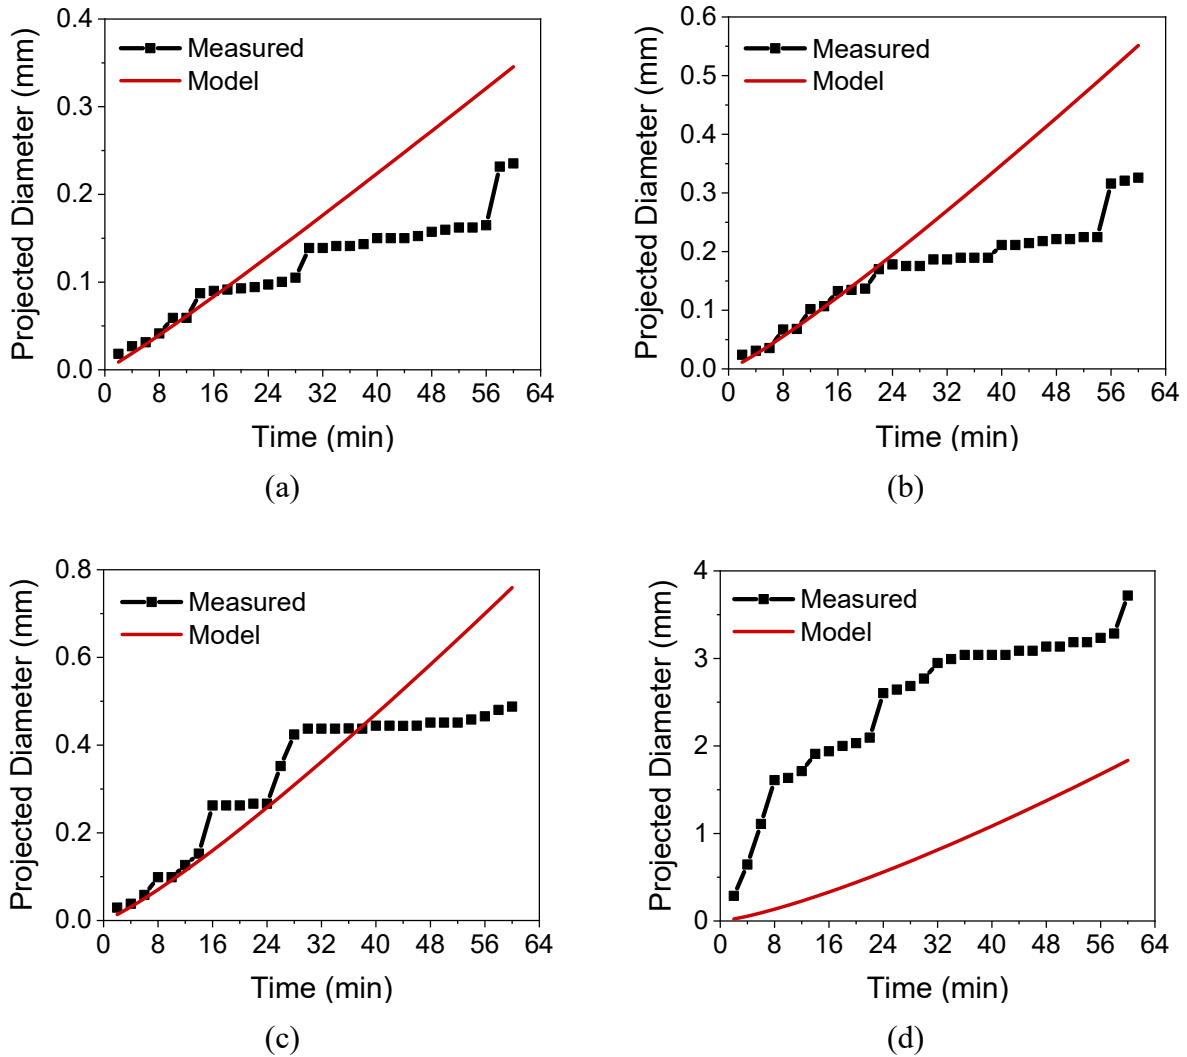 Projected Diameter (mm)
0.4
0.3
0.2
0.1
0.0
Measured
Model
0 8 16 24 32 40 48 56 64
Time (min)
(a)
Projected Diameter (mm)
0.6
0.5
0.4
0.3
0.2
0.1
0.0
Measured
Model
0 8 16 24 32 40 48 56 64
Time (min)
(b)
Projected Diameter (mm)
0.8
0.6
0.4
0.2
0.0
Measured
Model
0 8 16 24 32 40 48 56 64
Time (min)
(c)
Projected Diameter (mm)
4
3
2
1
0
Measured
Model
0 8 16 24 32 40 48 56 64
Time (min)
(d)